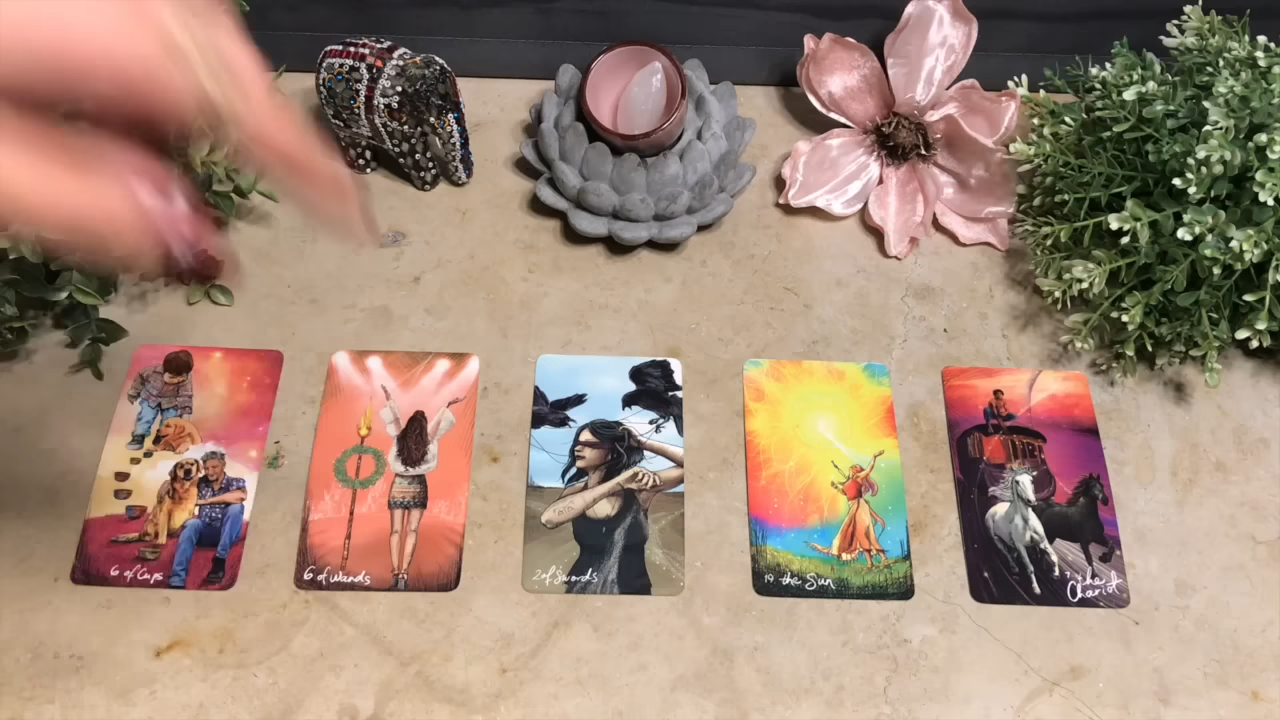 6 of Cups
6 of Wands
2 of Swords
19 the Sun
7 the
Chariot